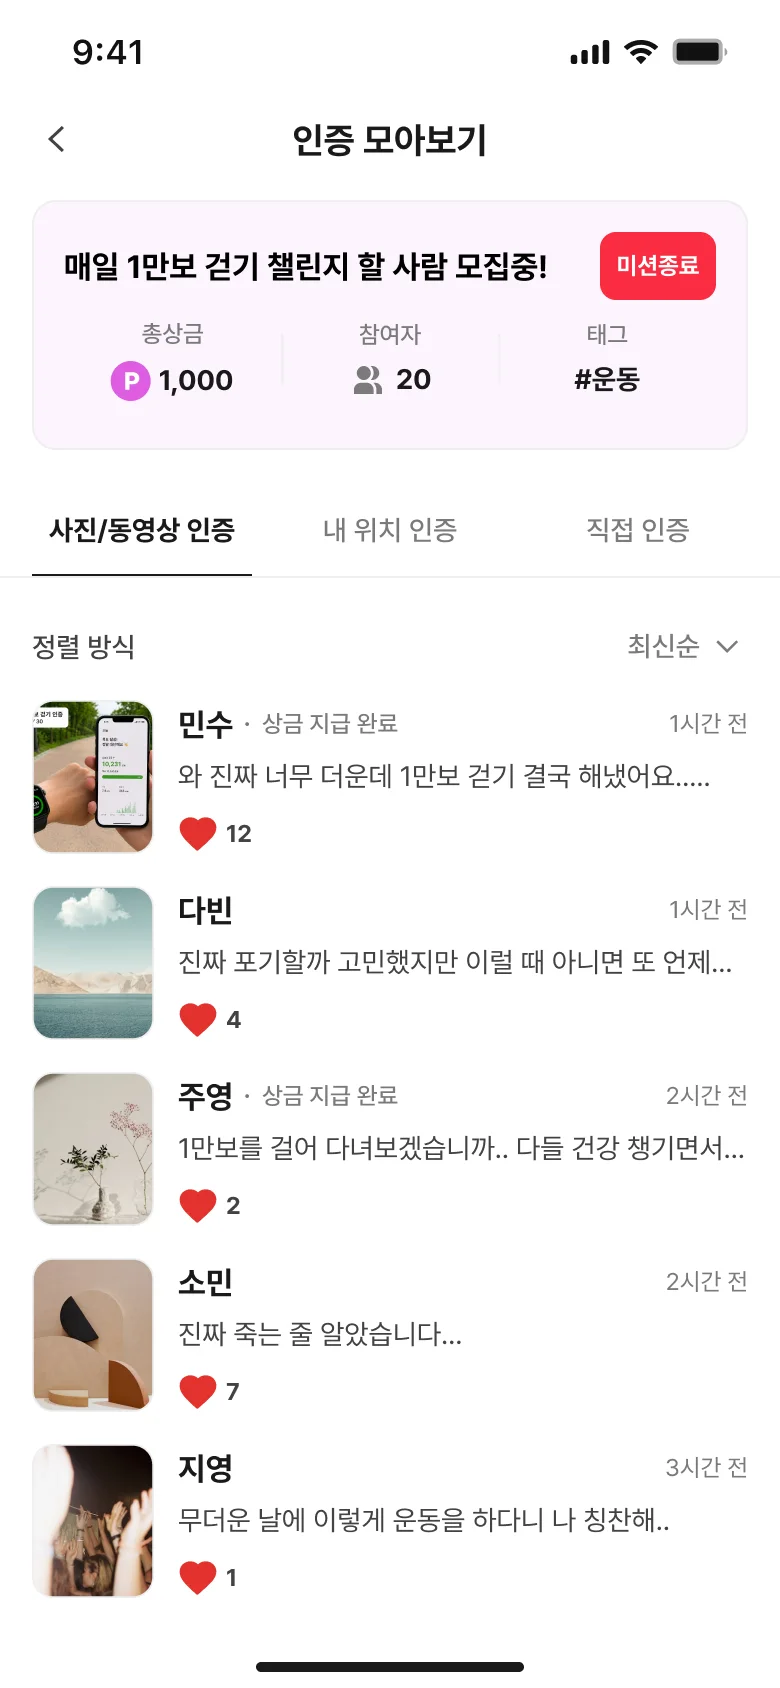 9:41
인증 모아보기
매일 1만보 걷기 챌린지 할 사람 모집중!
미션종료
총상금
참여자
태그
P 1,000
20
#운동
사진/동영상 인증
내 위치 인증
직접 인증
정렬 방식
최신순
10,231
민수 · 상금 지급 완료
1시간 전
와 진짜 너무 더운데 1만보 걷기 결국 해냈어요.....
12
다빈
1시간 전
진짜 포기할까 고민했지만 이럴 때 아니면 또 언제...
4
주영 · 상금 지급 완료
2시간 전
1만보를 걸어 다녀보겠습니까.. 다들 건강 챙기면서...
2
소민
2시간 전
진짜 죽는 줄 알았습니다...
7
지영
3시간 전
무더운 날에 이렇게 운동을 하다니 나 칭찬해..
1